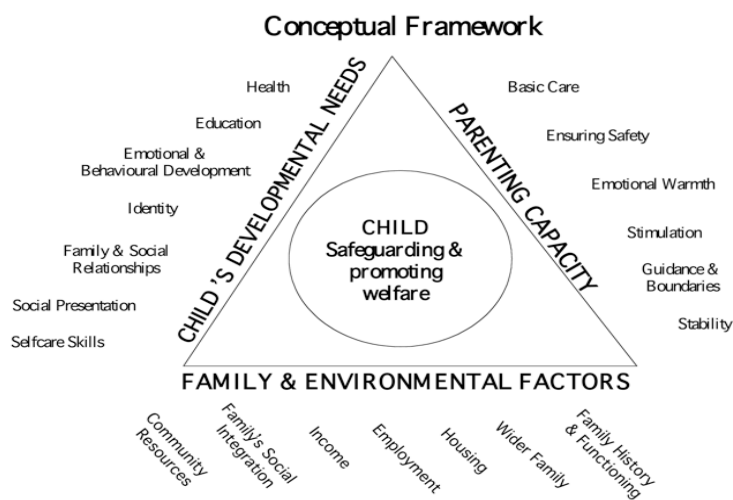 Conceptual Framework
Health
Education
Emotional &
Behavioural Development
Identity
Family & Social
Relationships
Social Presentation
Selfcare Skills
CHILD'S DEVELOPMENTAL NEEDS
PARENTING CAPACITY
Basic Care
Ensuring Safety
Emotional Warmth
Stimulation
Guidance &
Boundaries
Stability
CHILD
Safeguarding &
promoting
welfare
FAMILY & ENVIRONMENTAL FACTORS
Community
Resources
Family's Social
Integration
Income
Employment
Housing
Wider Family
Family History
& Functioning